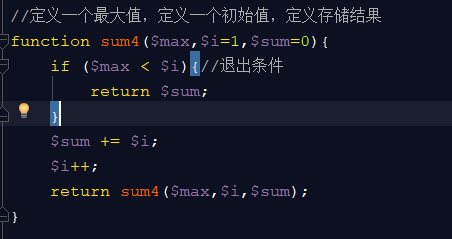 //定义一个最大值，定义一个初始值，定义存储结果
function sum4($max,$i=1,$sum=0){
if ($max < $i){//退出条件
return $sum;
}
$sum += $i;
$i++;
return sum4($max,$i,$sum);
}